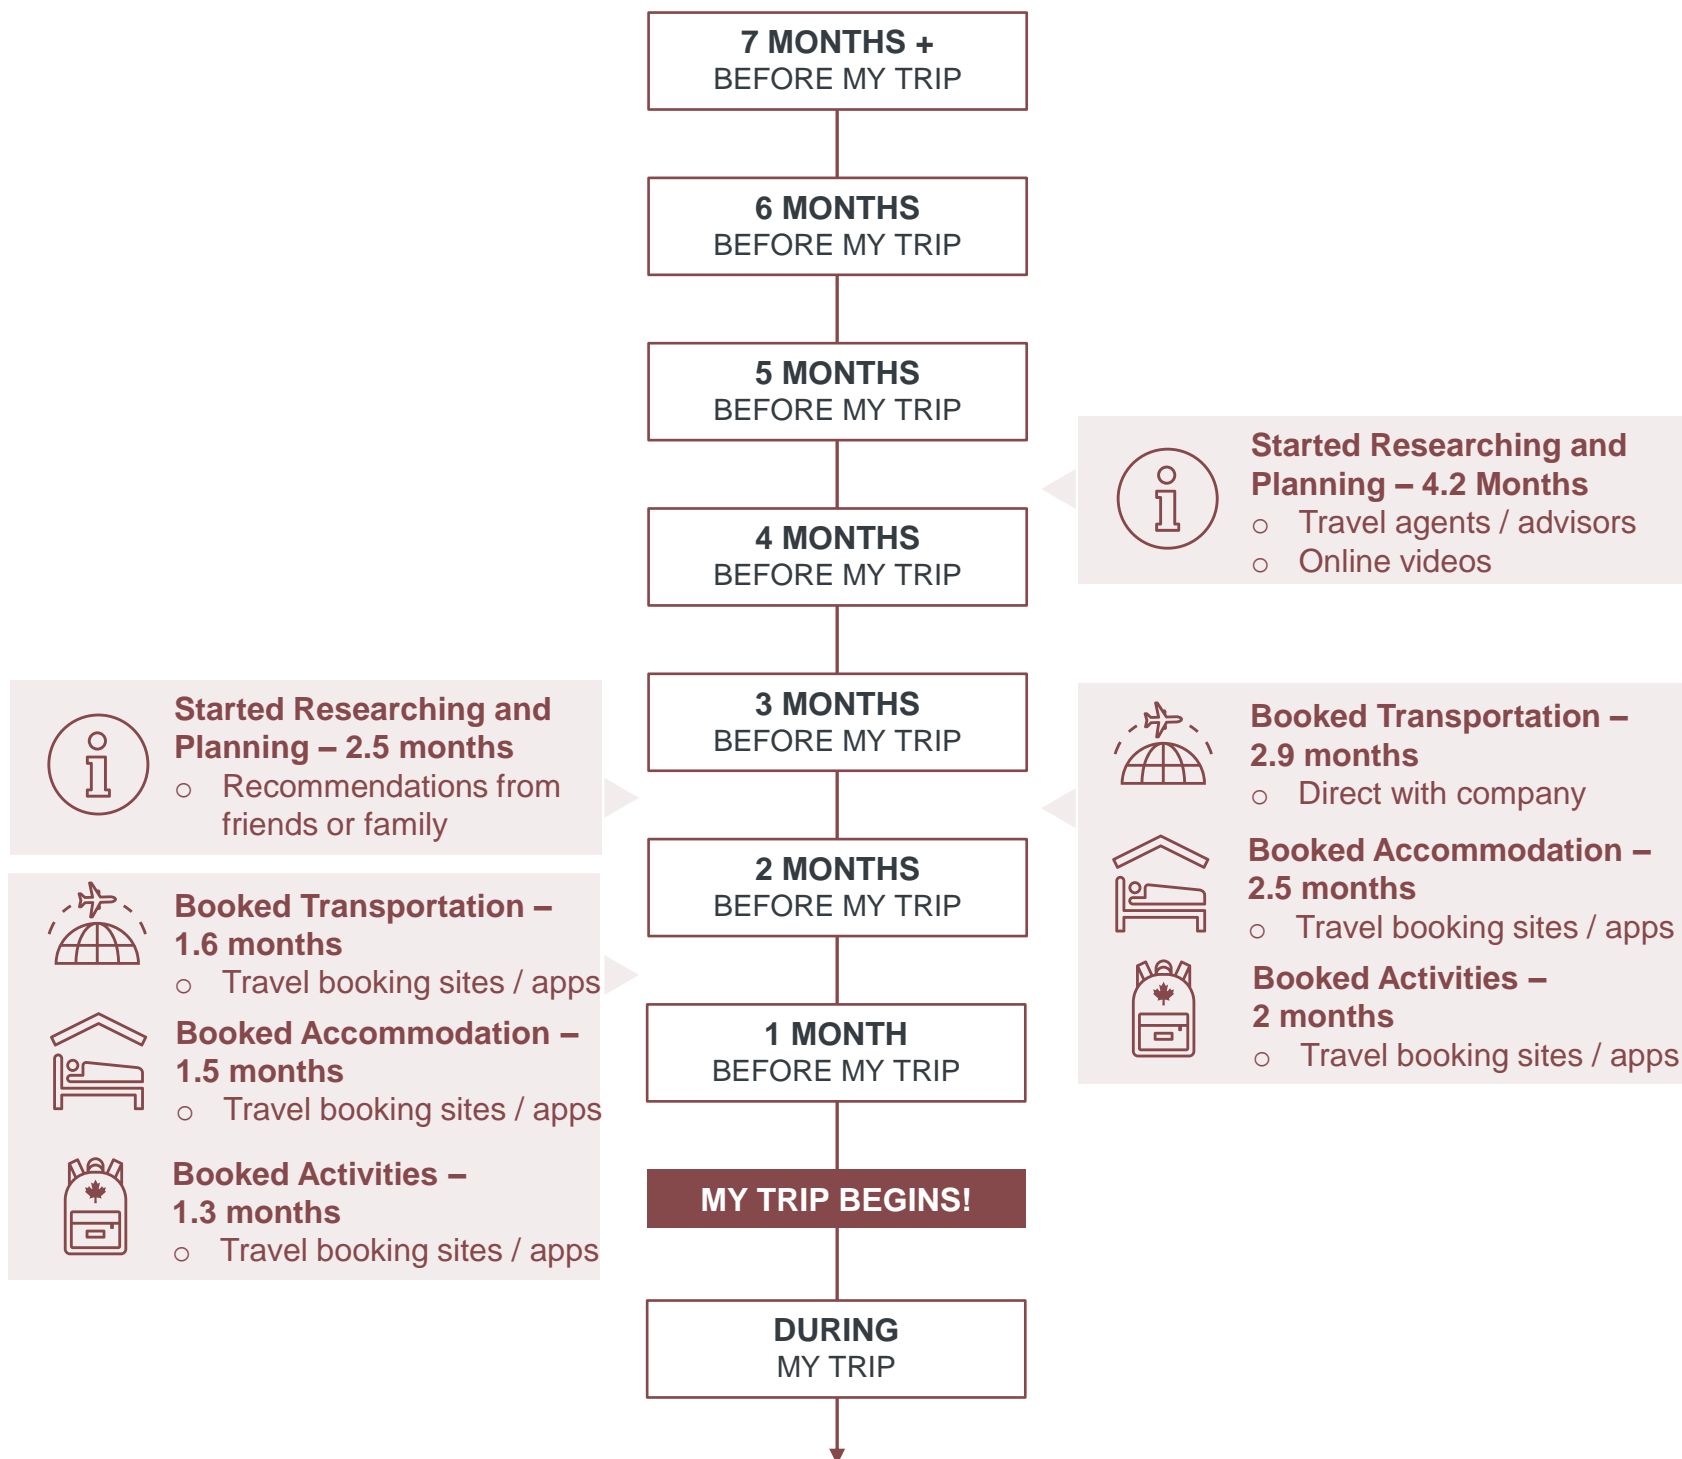 7 MONTHS +
BEFORE MY TRIP
6 MONTHS
BEFORE MY TRIP
5 MONTHS
BEFORE MY TRIP
4 MONTHS
BEFORE MY TRIP
3 MONTHS
BEFORE MY TRIP
2 MONTHS
BEFORE MY TRIP
1 MONTH
BEFORE MY TRIP
MY TRIP BEGINS!
DURING
MY TRIP
Started Researching and
Planning – 2.5 months
o Recommendations from
friends or family
Booked Transportation –
1.6 months
o Travel booking sites / apps
Booked Accommodation –
1.5 months
o Travel booking sites / apps
Booked Activities –
1.3 months
o Travel booking sites / apps
Started Researching and
Planning – 4.2 Months
o Travel agents / advisors
o Online videos
Booked Transportation –
2.9 months
o Direct with company
Booked Accommodation –
2.5 months
o Travel booking sites / apps
Booked Activities –
2 months
o Travel booking sites / apps